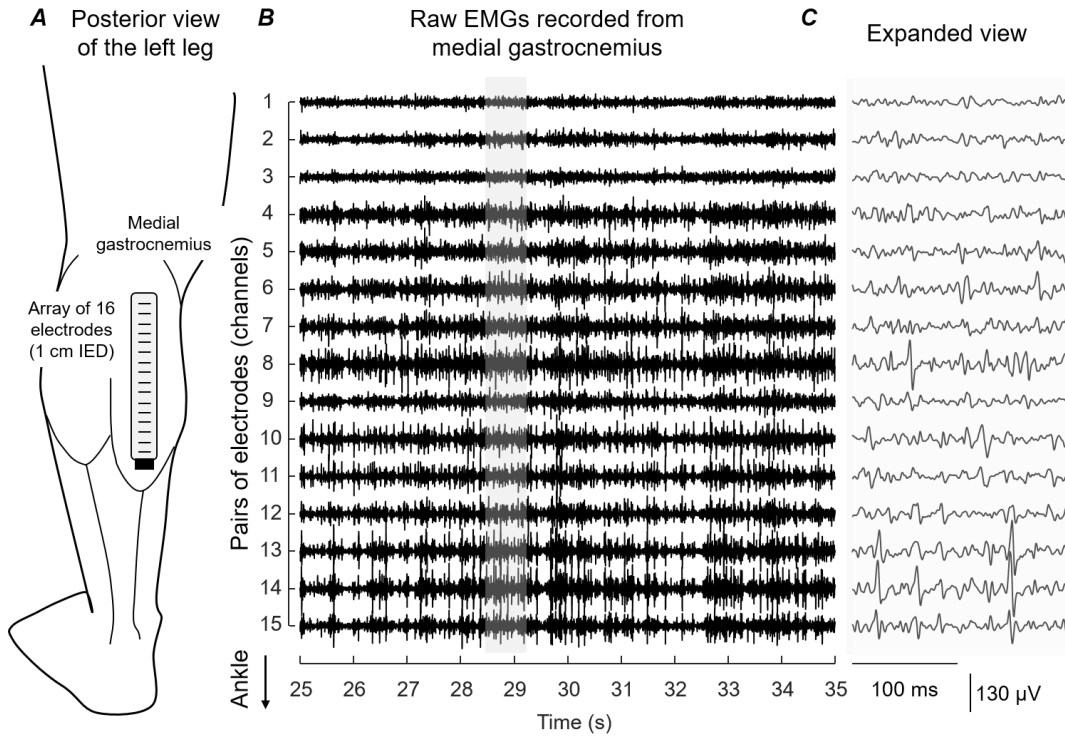 A Posterior view
of the left leg
B Raw EMGs recorded from
medial gastrocnemius
C
Expanded view
Medial
gastrocnemius
Array of 16
electrodes
(1 cm IED)
Pairs of electrodes (channels)
1
2
3
4
5
6
7
8
9
10
11
12
13
14
15
Ankle
25 26 27 28 29 30 31 32 33 34 35
Time (s)
100 ms
130 µV